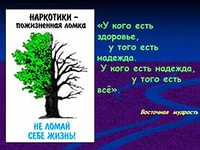 НАРКОТИКИ –
ПОЖИЗНЕННАЯ ЛОМКА
НЕ ЛОМАЙ
СЕБЕ ЖИЗНЬ!
«У кого есть
здоровье,
у того есть
надежда.
У кого есть надежда,
у того есть
всё».
Восточная мудрость